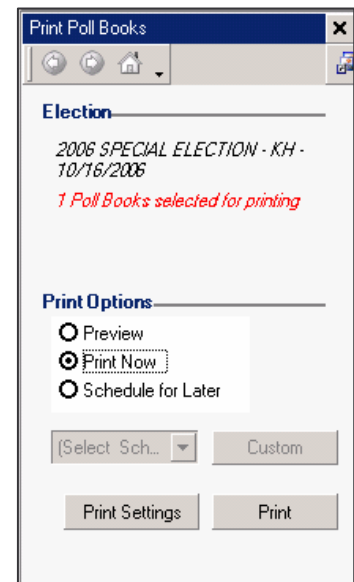 Print Poll Books
Election
2006 SPECIAL ELECTION - KH -
10/16/2006
1 Poll Books selected for printing
Print Options
Preview
Print Now
Schedule for Later
(Select Sch... Custom
Print Settings Print